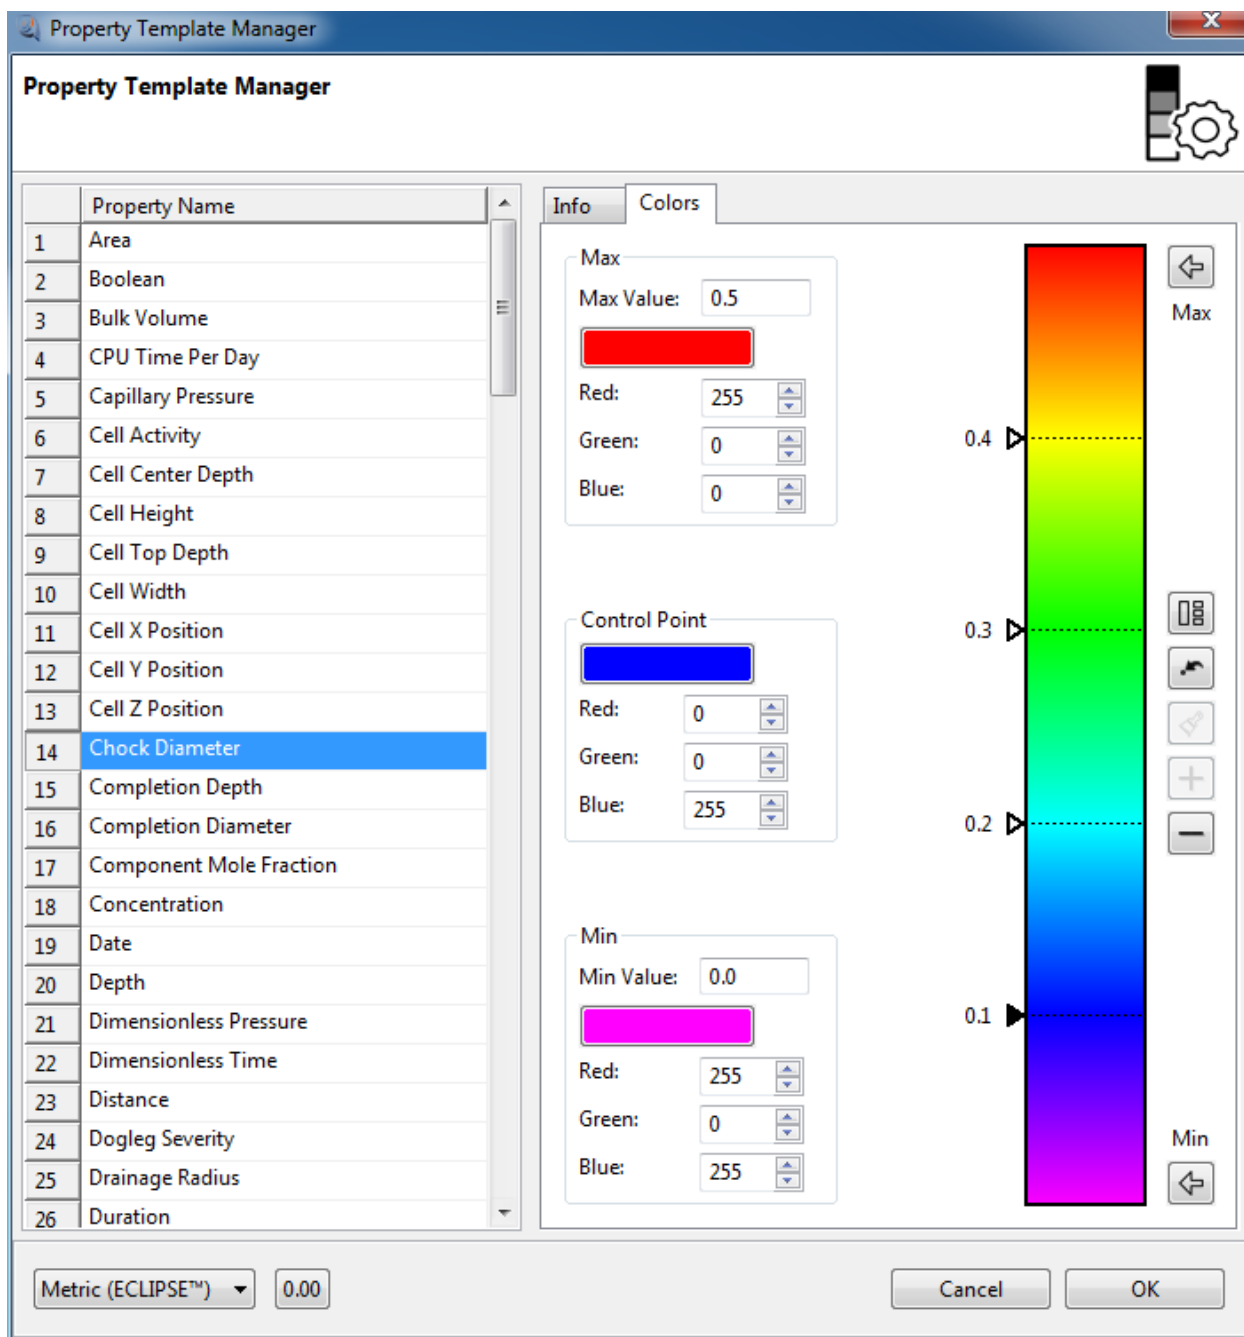 Property Template Manager
Property Template Manager
Property Name
1 Area
2 Boolean
3 Bulk Volume
4 CPU Time Per Day
5 Capillary Pressure
6 Cell Activity
7 Cell Center Depth
8 Cell Height
9 Cell Top Depth
10 Cell Width
11 Cell X Position
12 Cell Y Position
13 Cell Z Position
14 Chock Diameter
15 Completion Depth
16 Completion Diameter
17 Component Mole Fraction
18 Concentration
19 Date
20 Depth
21 Dimensionless Pressure
22 Dimensionless Time
23 Distance
24 Dogleg Severity
25 Drainage Radius
26 Duration
Info Colors
Max
Max Value: 0.5
Red: 255
Green: 0
Blue: 0
Control Point
Red: 0
Green: 0
Blue: 255
Min
Min Value: 0.0
Red: 255
Green: 0
Blue: 255
Max
0.4
0.3
0.2
0.1
Min
Metric (ECLIPSE™) 0.00 Cancel OK